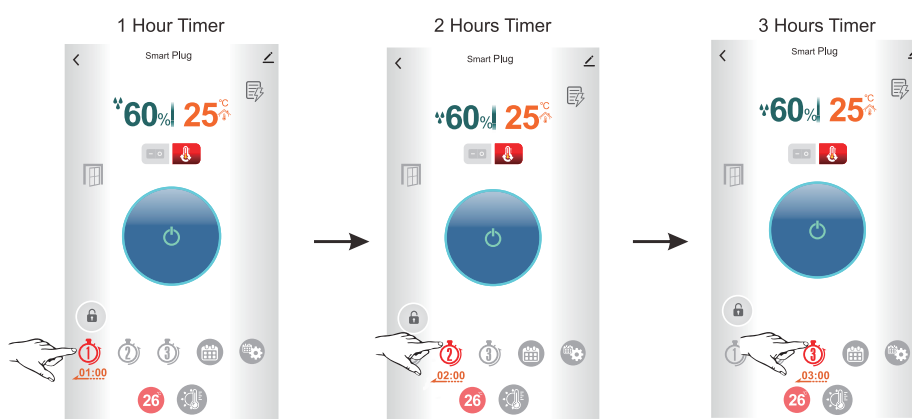 1 Hour Timer
2 Hours Timer
3 Hours Timer
Smart Plug
60% 25°C
1 2 3
01:00
26
Smart Plug
60% 25°C
2 3
02:00
26
Smart Plug
60% 25°C
1 3
03:00
26